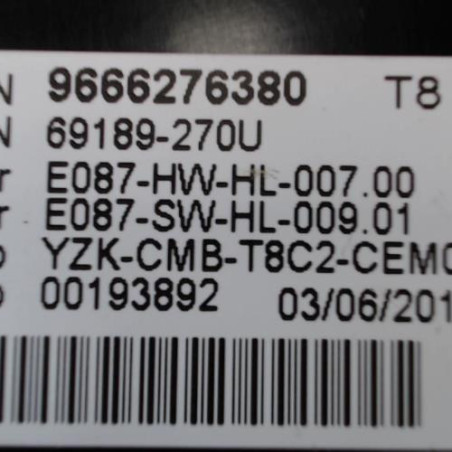 N 9666276380 T8
N 69189-270U
r E087-HW-HL-007.00
r E087-SW-HL-009.01
YZK-CMB-T8C2-CEM
00193892 03/06/201